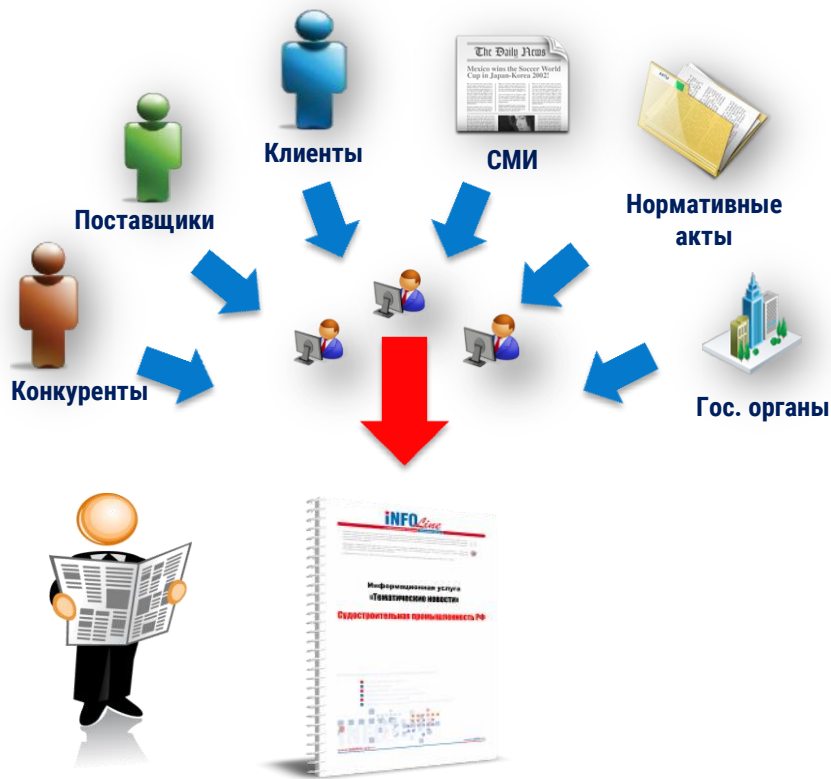 The Daily News
Mexico wins the Soccer World
Cup in Japan-Korea 2002!
Клиенты
СМИ
Поставщики
Нормативные
акты
Конкуренты
Гос. органы
iNFOLine
Информационная услуга
«Тематические новости»
Судостроительная промышленность РФ